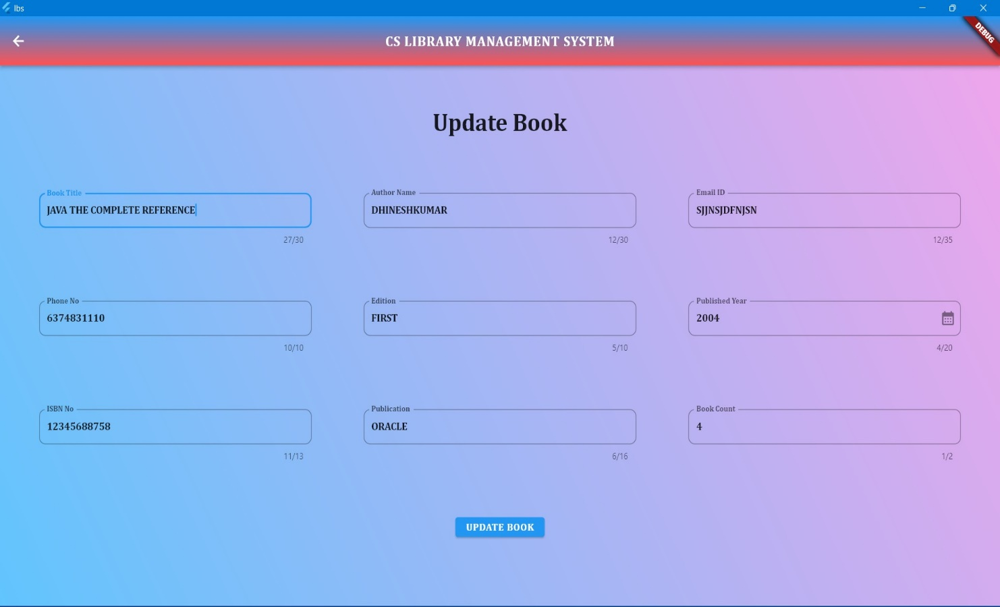 lbs
DEBUG
CS LIBRARY MANAGEMENT SYSTEM
Update Book
Book Title
JAVA THE COMPLETE REFERENCE
27/30
Author Name
DHINESHKUMAR
12/30
Email ID
SJJNSJDFNJSN
12/35
Phone No
6374831110
10/10
Edition
FIRST
5/10
Published Year
2004
4/20
ISBN No
12345688758
11/13
Publication
ORACLE
6/16
Book Count
4
1/2
UPDATE BOOK